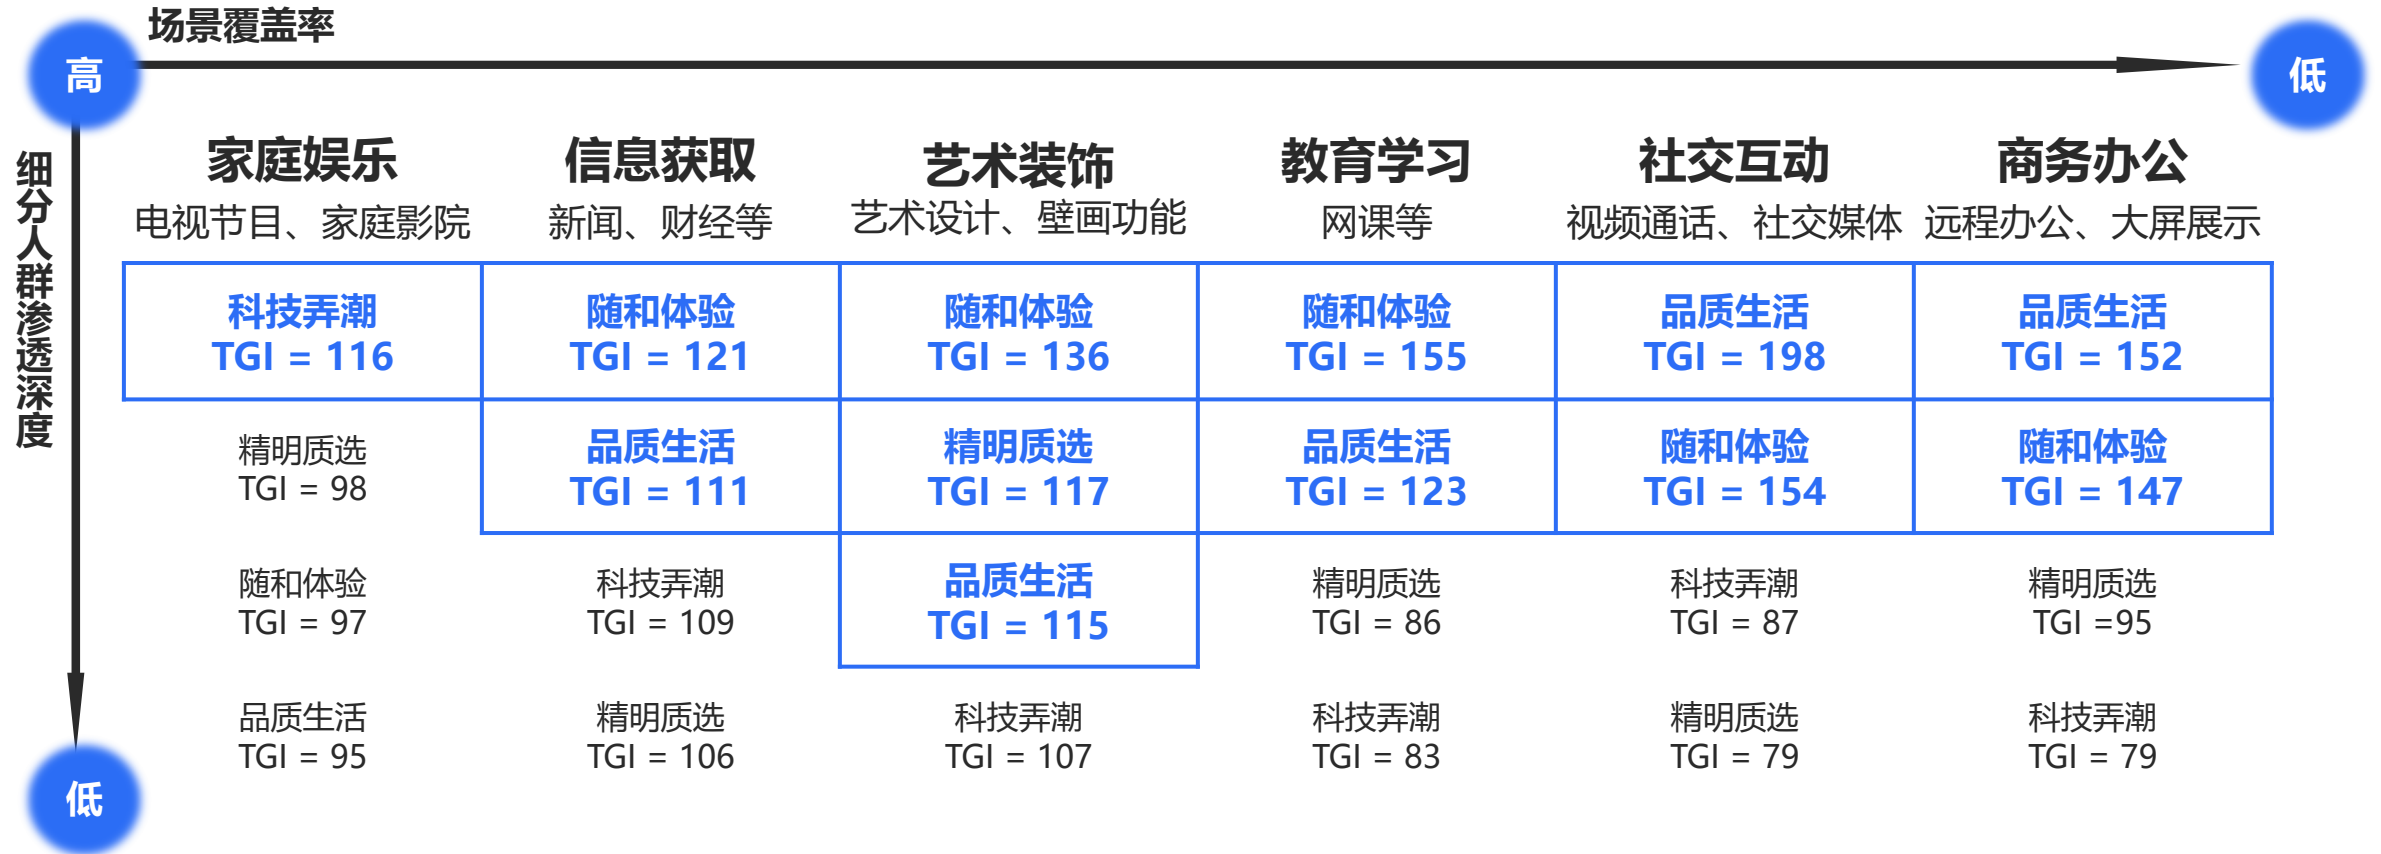 场景覆盖率
高
低
细分人群渗透深度
家庭娱乐
信息获取
艺术装饰
教育学习
社交互动
商务办公
电视节目、家庭影院
新闻、财经等
艺术设计、壁画功能
网课等
视频通话、社交媒体
远程办公、大屏展示
科技弄潮
TGI = 116
随和体验
TGI = 121
随和体验
TGI = 136
随和体验
TGI = 155
品质生活
TGI = 198
品质生活
TGI = 152
精明质选
TGI = 98
品质生活
TGI = 111
精明质选
TGI = 117
品质生活
TGI = 123
随和体验
TGI = 154
随和体验
TGI = 147
随和体验
TGI = 97
科技弄潮
TGI = 109
品质生活
TGI = 115
精明质选
TGI = 86
科技弄潮
TGI = 87
精明质选
TGI =95
品质生活
TGI = 95
精明质选
TGI = 106
科技弄潮
TGI = 107
科技弄潮
TGI = 83
精明质选
TGI = 79
科技弄潮
TGI = 79
低